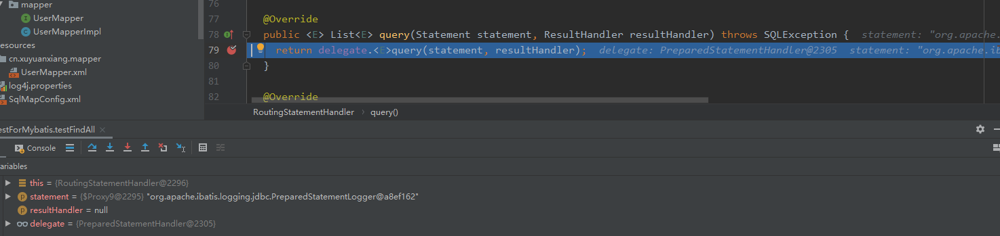 mapper
UserMapper
UserMapperImpl
esources
cn.xuyuanxiang.mapper
UserMapper.xml
log4j.properties
SqlMapConfig.xml
76
77 @Override
78 public <E> List<E> query(Statement statement, ResultHandler resultHandler) throws SQLException { statement: "org.apache.
79 return delegate.<E>query(statement, resultHandler); delegate: PreparedStatementHandler@2305 statement: "org.apache.ib
80 }
81
82 @Override
RoutingStatementHandler › query()
estForMybatis.testFindAll ×
Console
ariables
this = {RoutingStatementHandler@2296}
statement = {$Proxy9@2295} "org.apache.ibatis.logging.jdbc.PreparedStatementLogger@a8ef162"
resultHandler = null
delegate = {PreparedStatementHandler@2305}